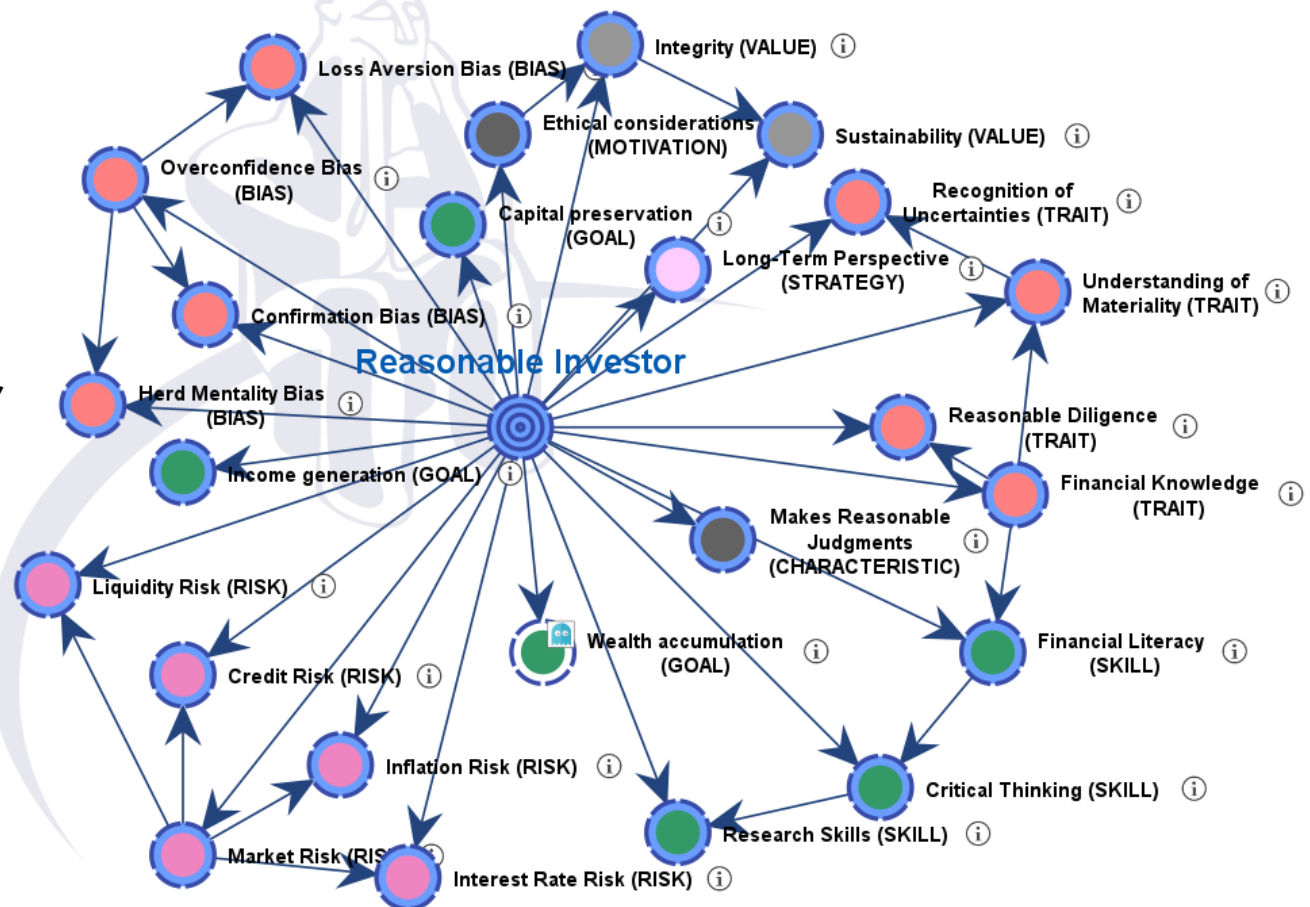 Integrity (VALUE)
Loss Aversion Bias (BIAS)
Ethical considerations
(MOTIVATION)
Sustainability (VALUE)
Overconfidence Bias
(BIAS)
Recognition of
Uncertainties (TRAIT)
Capital preservation
(GOAL)
Long-Term Perspective
(STRATEGY)
Understanding of
Materiality (TRAIT)
Confirmation Bias (BIAS)
Reasonable Investor
Herd Mentality Bias
(BIAS)
Reasonable Diligence
(TRAIT)
Income generation (GOAL)
Financial Knowledge
(TRAIT)
Makes Reasonable
Judgments
(CHARACTERISTIC)
Liquidity Risk (RISK)
Wealth accumulation
(GOAL)
Financial Literacy
(SKILL)
Credit Risk (RISK)
Inflation Risk (RISK)
Critical Thinking (SKILL)
Research Skills (SKILL)
Market Risk (RIS
Interest Rate Risk (RISK)